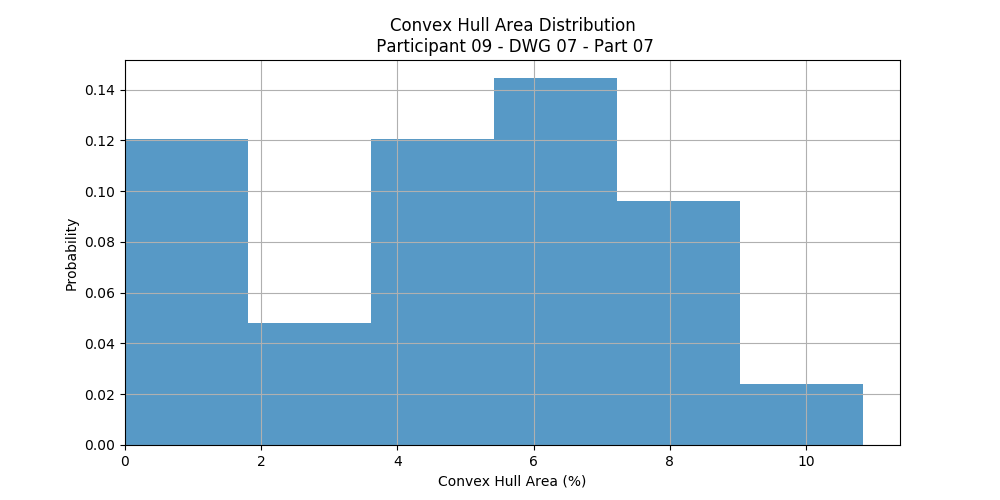 Convex Hull Area Distribution
Participant 09 - DWG 07 - Part 07
0.14
0.12
0.10
0.08
0.06
0.04
0.02
0.00
Probability
0 2 4 6 8 10
Convex Hull Area (%)